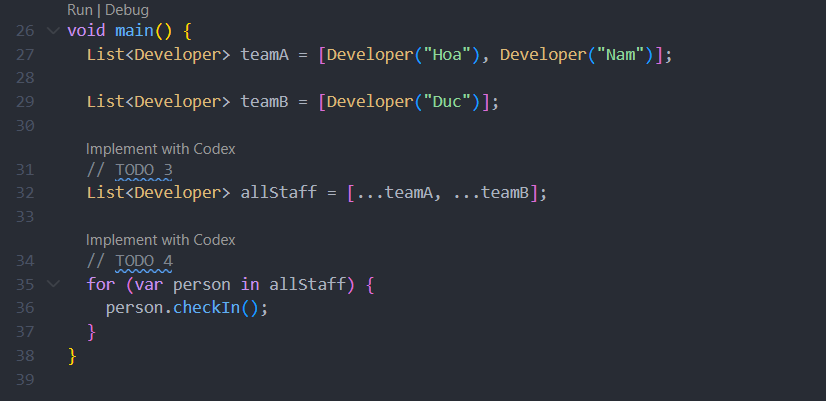 Run | Debug
26 void main() {
27 List<Developer> teamA = [Developer("Hoa"), Developer("Nam")];
28
29 List<Developer> teamB = [Developer("Duc")];
30
Implement with Codex
31 // TODO 3
32 List<Developer> allStaff = [...teamA, ...teamB];
33
Implement with Codex
34 // TODO 4
35 for (var person in allStaff) {
36 person.checkIn();
37 }
38 }
39